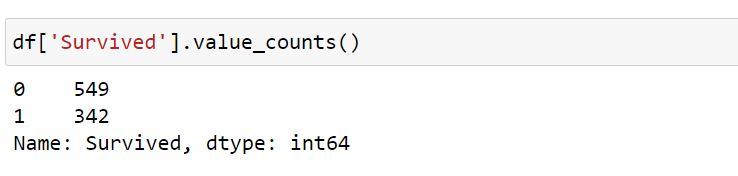 df['Survived'].value_counts()
0    549
1    342
Name: Survived, dtype: int64